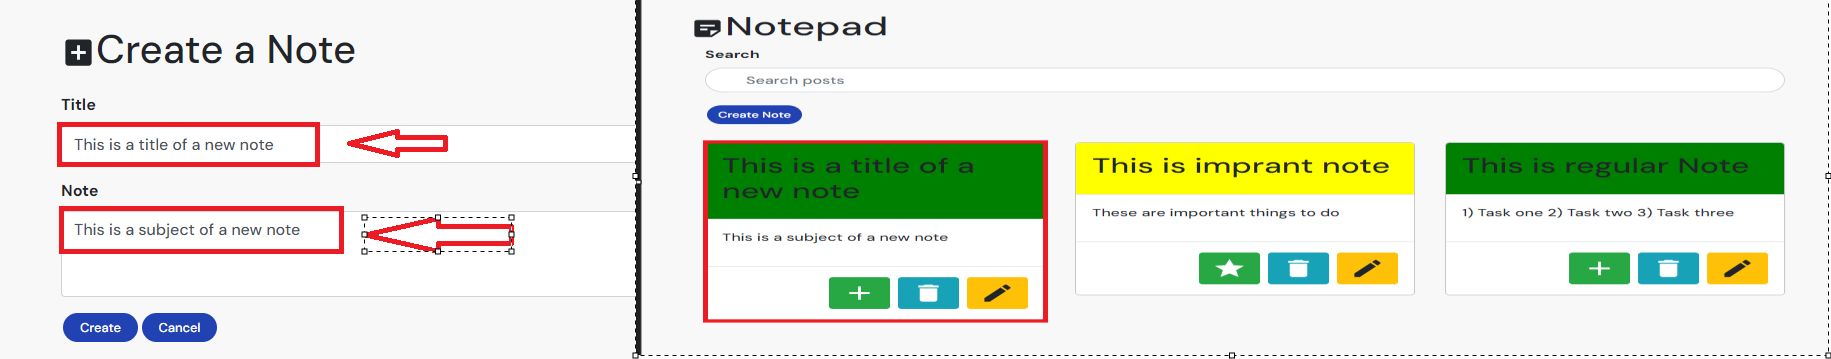 Create a Note
Title
This is a title of a new note
Note
This is a subject of a new note
Create
Cancel
Notepad
Search
Search posts
Create Note
This is a title of a
new note
This is a subject of a new note
This is imprant note
These are important things to do
This is regular Note
1) Task one 2) Task two 3) Task three